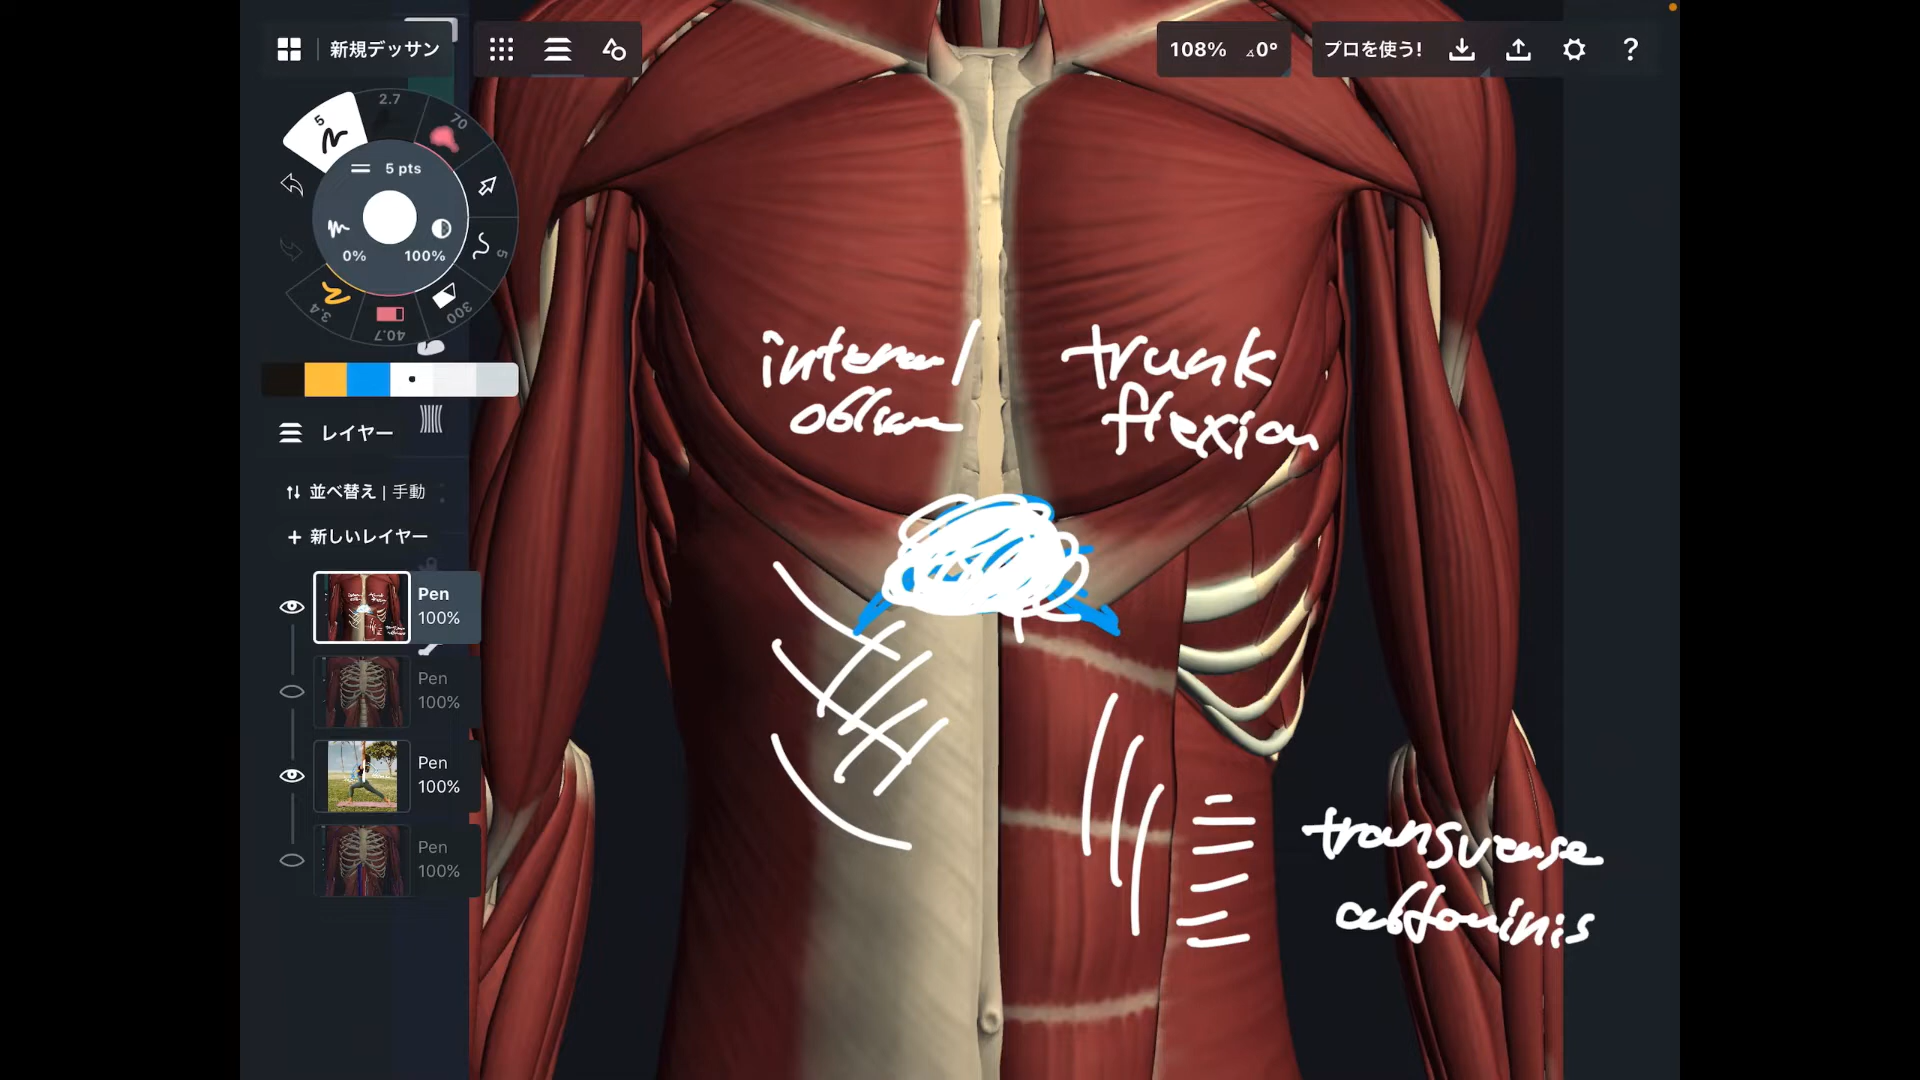 新規デッサン
108% ⊿0°
プロを使う! ?
2.7
70
5
5 pts
5
0% 100%
3.4
40.7
300
レイヤー
並べ替え | 手動
+ 新しいレイヤー
Pen
100%
Pen
100%
Pen
100%
Pen
100%
internal
trunk
flexion
transverse
abdominis